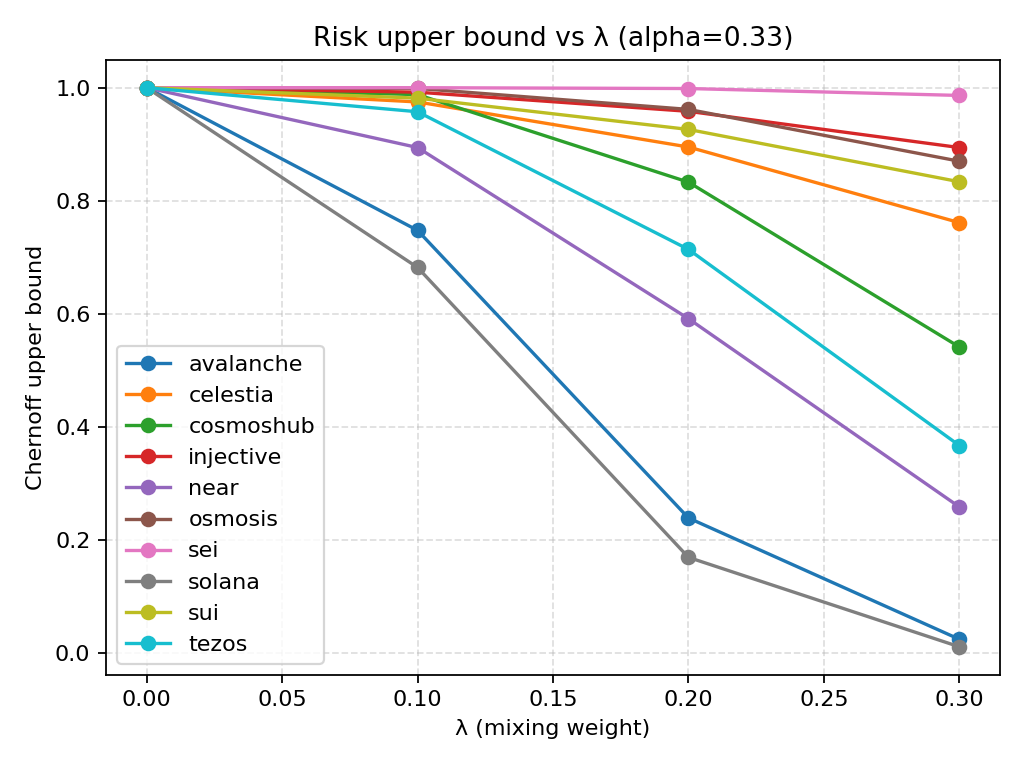 Risk upper bound vs λ (alpha=0.33)
Chernoff upper bound
1.0
0.8
0.6
0.4
0.2
0.0
avalanche
celestia
cosmoshub
injective
near
osmosis
sei
solana
sui
tezos
0.00 0.05 0.10 0.15 0.20 0.25 0.30
λ (mixing weight)